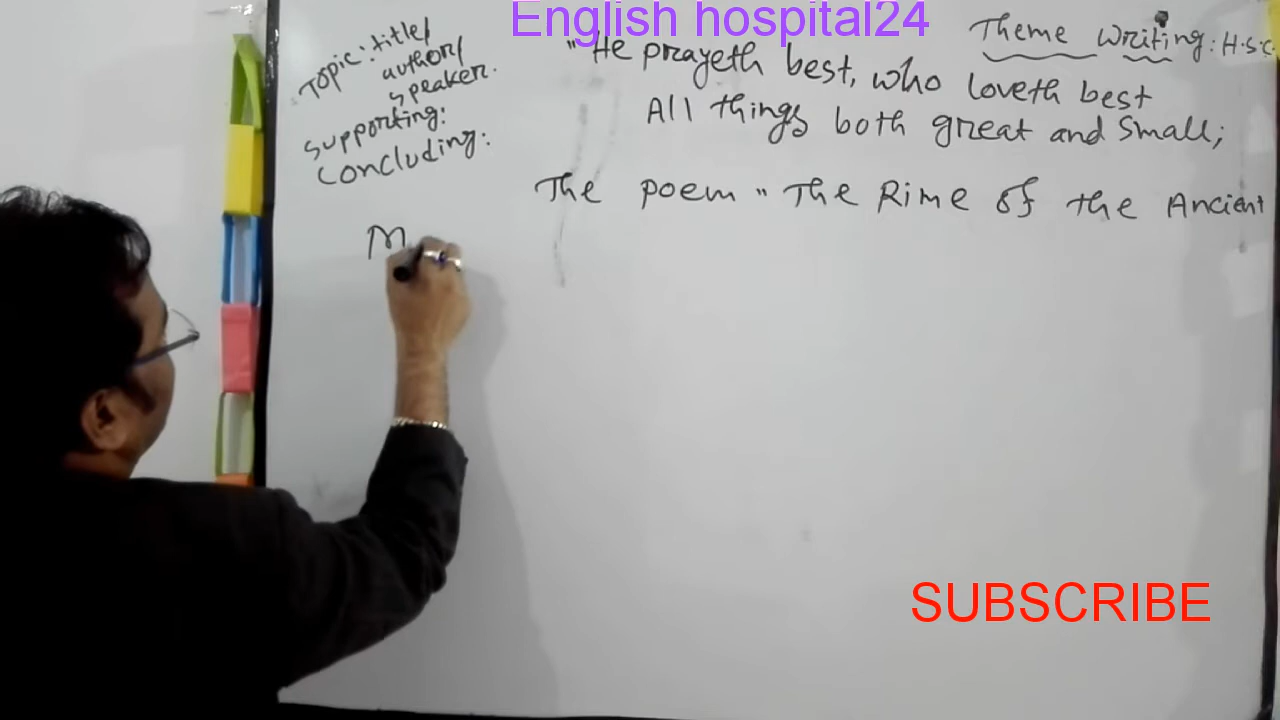 English hospital24
Theme Writing: H.S.C
Topic: title/
author/
speaker.
supporting:
concluding:
"He prayeth best, who loveth best
All things both great and small;
The poem "The Rime of the Ancient
M
SUBSCRIBE